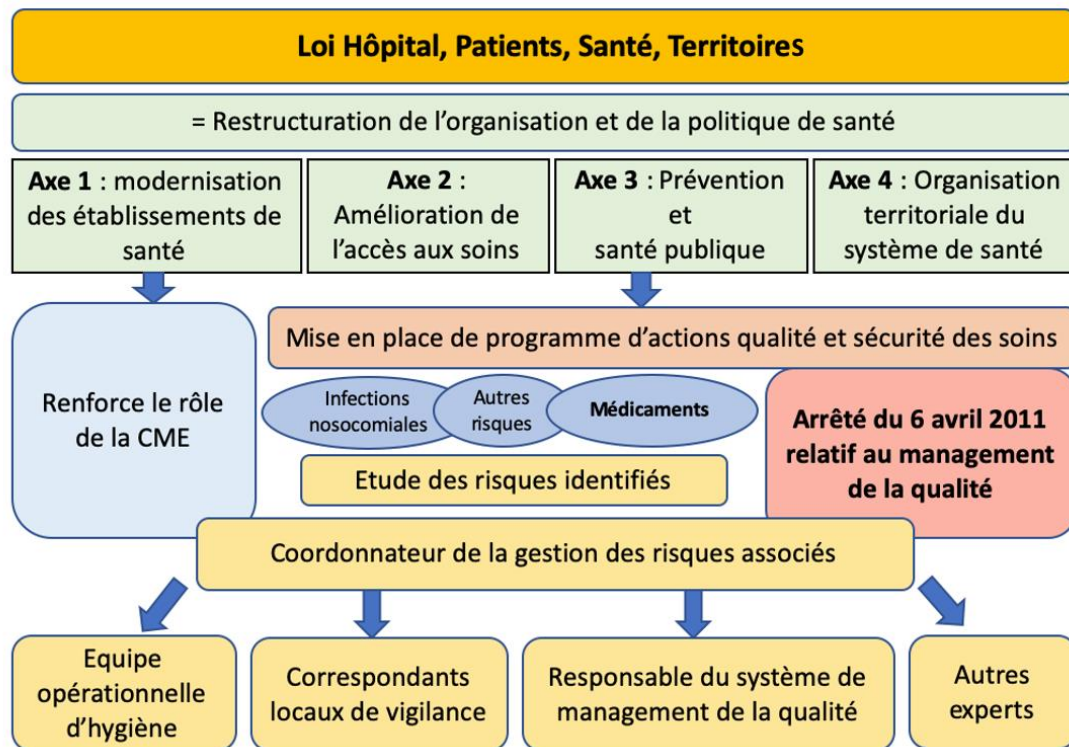 Loi Hôpital, Patients, Santé, Territoires
= Restructuration de l’organisation et de la politique de santé
Axe 1 : modernisation
des établissements de
santé
Axe 2 :
Amélioration de
l’accès aux soins
Axe 3 : Prévention
et
santé publique
Axe 4 : Organisation
territoriale du
système de santé
Renforce le rôle
de la CME
Mise en place de programme d’actions qualité et sécurité des soins
Infections
nosocomiales
Autres
risques
Médicaments
Arrêté du 6 avril 2011
relatif au management
de la qualité
Etude des risques identifiés
Coordonnateur de la gestion des risques associés
Equipe
opérationnelle
d’hygiène
Correspondants
locaux de vigilance
Responsable du système de
management de la qualité
Autres
experts